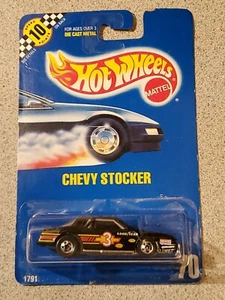 10
FOR AGES OVER 3
DIE CAST METAL
HOT WHEELS
MATTEL
CHEVY STOCKER
3
GOODYEAR
1791
70